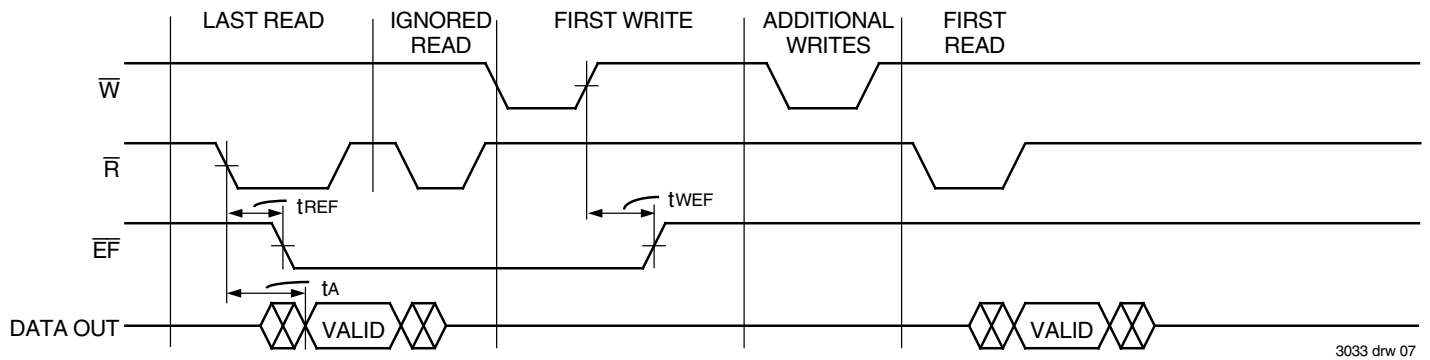 LAST READ
IGNORED
READ
FIRST WRITE
ADDITIONAL
WRITES
FIRST
READ
W̅
R̅
tREF
tWEF
E̅F̅
tA
DATA OUT
VALID
VALID
3033 drw 07